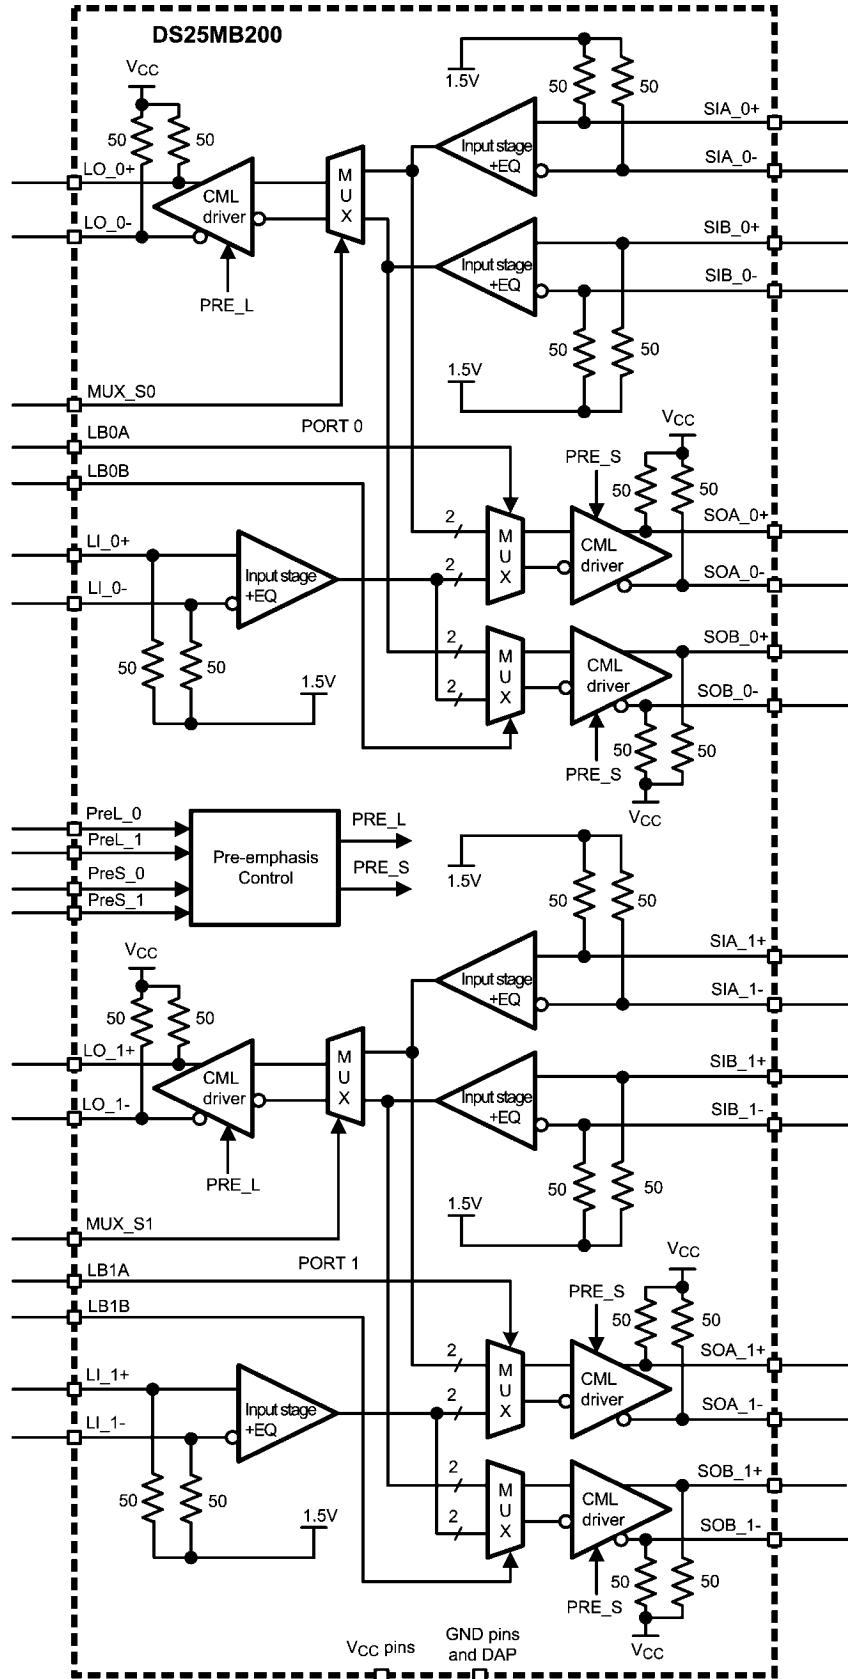 DS25MB200
VCC
50
50
LO_0+
LO_0-
CML
driver
PRE_L
M
U
X
1.5V
50
50
Input stage
+EQ
SIA_0+
SIA_0-
Input stage
+EQ
SIB_0+
SIB_0-
50
50
1.5V
MUX_S0
PORT 0
LB0A
LB0B
LI_0+
LI_0-
Input stage
+EQ
50
50
1.5V
2
2
M
U
X
PRE_S
CML
driver
VCC
50
50
SOA_0+
SOA_0-
2
2
M
U
X
CML
driver
PRE_S
SOB_0+
SOB_0-
50
50
VCC
PreL_0
PreL_1
PreS_0
PreS_1
Pre-emphasis
Control
PRE_L
PRE_S
1.5V
50
50
Input stage
+EQ
SIA_1+
SIA_1-
VCC
50
50
LO_1+
LO_1-
CML
driver
PRE_L
M
U
X
Input stage
+EQ
SIB_1+
SIB_1-
50
50
1.5V
MUX_S1
PORT 1
LB1A
LB1B
LI_1+
LI_1-
Input stage
+EQ
50
50
1.5V
2
2
M
U
X
PRE_S
CML
driver
VCC
50
50
SOA_1+
SOA_1-
2
2
M
U
X
CML
driver
PRE_S
SOB_1+
SOB_1-
50
50
VCC
VCC pins
GND pins
and DAP